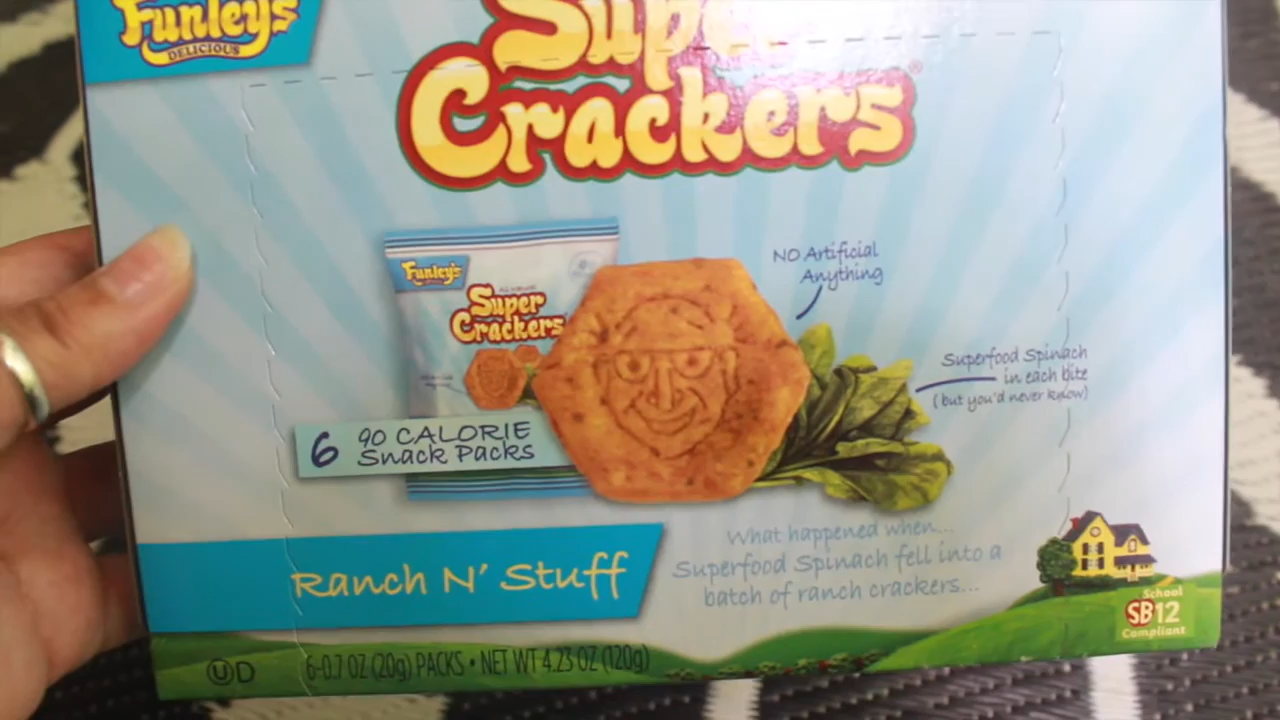 Funley's
DELICIOUS
Super
Crackers®
Funley's
Super
Crackers
NO Artificial
Anything
Superfood Spinach
in each bite
(but you'd never know)
6 90 CALORIE
Snack Packs
Ranch N' Stuff
What happened when...
Superfood Spinach fell into a
batch of ranch crackers...
School
SB12
Compliant
UD
6-0.7 OZ (20g) PACKS • NET WT 4.23 OZ (120g)